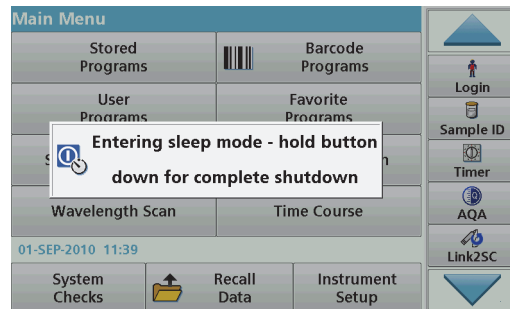 Main Menu
Stored
Programs
Barcode
Programs
User
Programs
Favorite
Programs
Entering sleep mode - hold button
down for complete shutdown
Wavelength Scan
Time Course
01-SEP-2010 11:39
System
Checks
Recall
Data
Instrument
Setup
Login
Sample ID
Timer
AQA
Link2SC